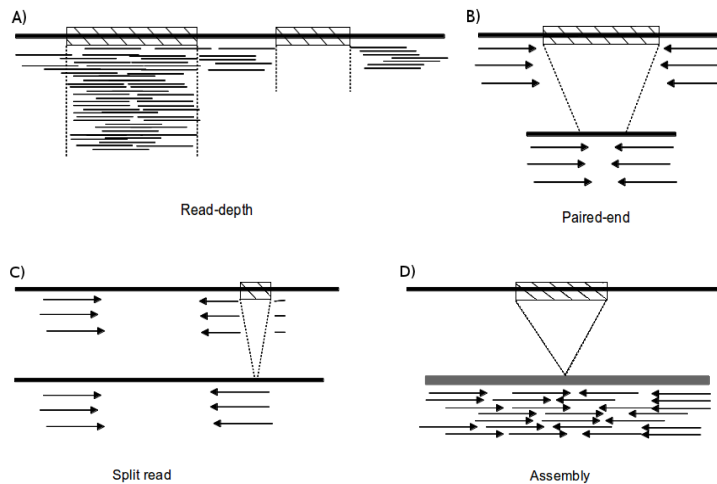 A)
B)
Read-depth
Paired-end
C)
D)
Split read
Assembly